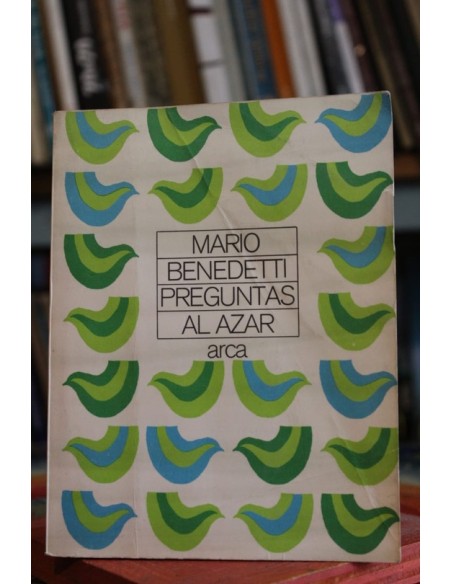 MARIO
BENEDETTI
PREGUNTAS
AL AZAR
arca